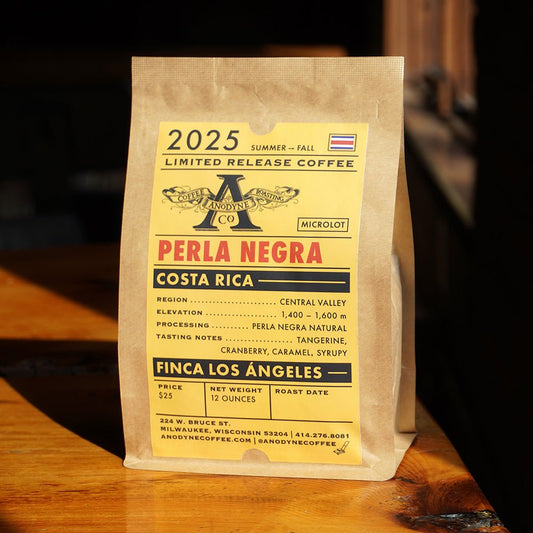 2025 SUMMER – FALL
LIMITED RELEASE COFFEE
COFFEE ROASTING
A
ANODYNE
CO
MICROLOT
PERLA NEGRA
COSTA RICA
REGION ........................ CENTRAL VALLEY
ELEVATION ........................ 1,400 – 1,600 m
PROCESSING .......... PERLA NEGRA NATURAL
TASTING NOTES .................. TANGERINE,
CRANBERRY, CARAMEL, SYRUPY
FINCA LOS ÁNGELES
PRICE NET WEIGHT ROAST DATE
$25 12 OUNCES
224 W. BRUCE ST.
MILWAUKEE, WISCONSIN 53204 | 414.276.8081
ANODYNECOFFEE.COM | @ANODYNECOFFEE